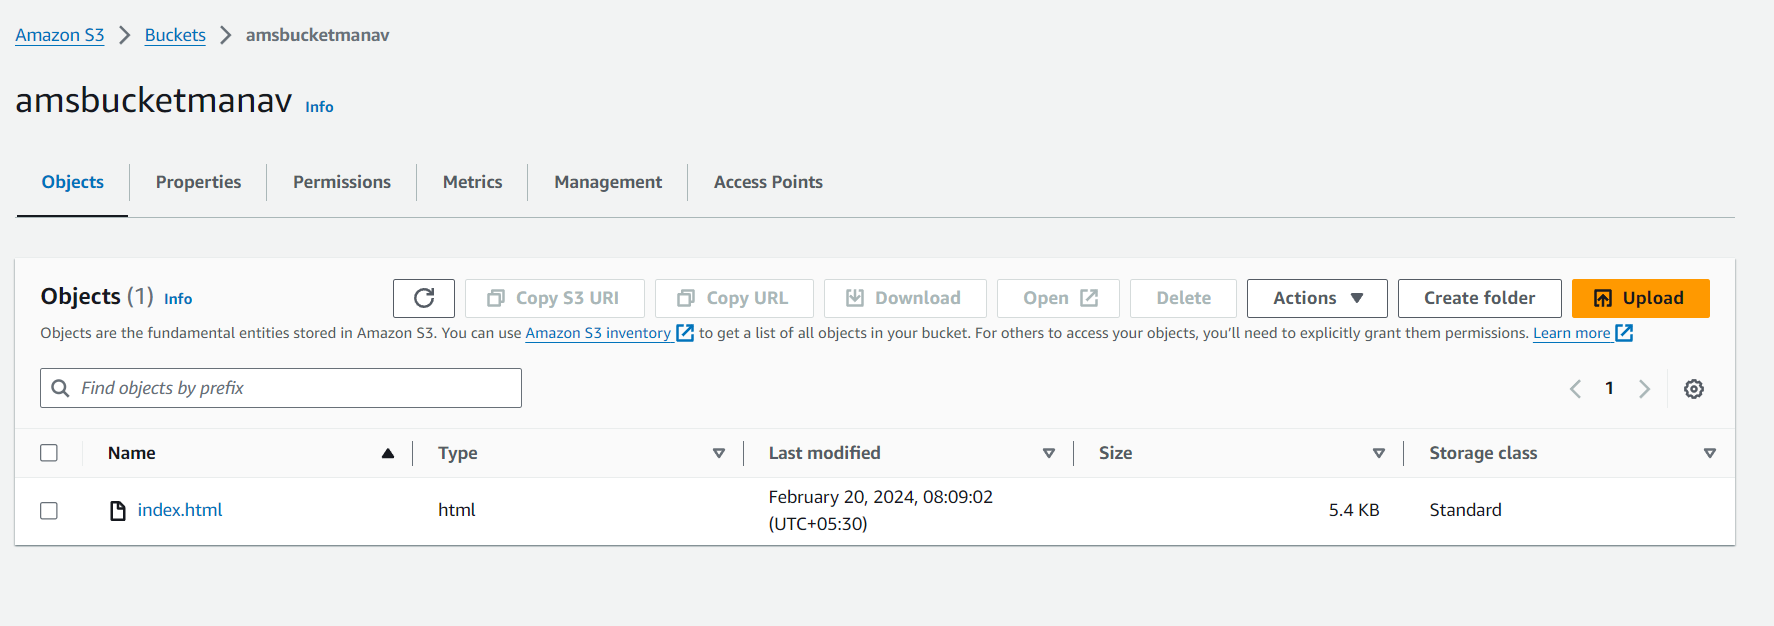 Amazon S3 > Buckets > amsbucketmanav
amsbucketmanav Info
Objects Properties Permissions Metrics Management Access Points
Objects (1) Info Copy S3 URI Copy URL Download Open Delete Actions Create folder Upload
Objects are the fundamental entities stored in Amazon S3. You can use Amazon S3 inventory to get a list of all objects in your bucket. For others to access your objects, you’ll need to explicitly grant them permissions. Learn more
Find objects by prefix 1
Name Type Last modified Size Storage class
index.html html February 20, 2024, 08:09:02 5.4 KB Standard
(UTC+05:30)